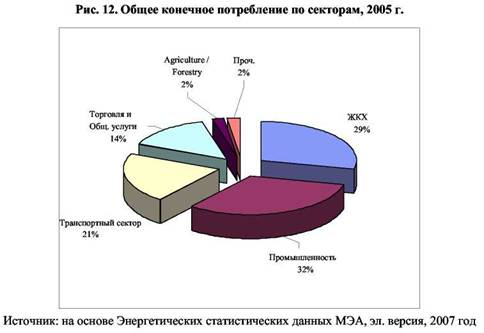 Рис. 12. Общее конечное потребление по секторам, 2005 г.
Agriculture /
Forestry
2%
Проч.
2%
ЖКХ
29%
Торговля и
Общ. услуги
14%
Транспортный сектор
21%
Промышленность
32%
Источник: на основе Энергетических статистических данных МЭА, эл. версия, 2007 год